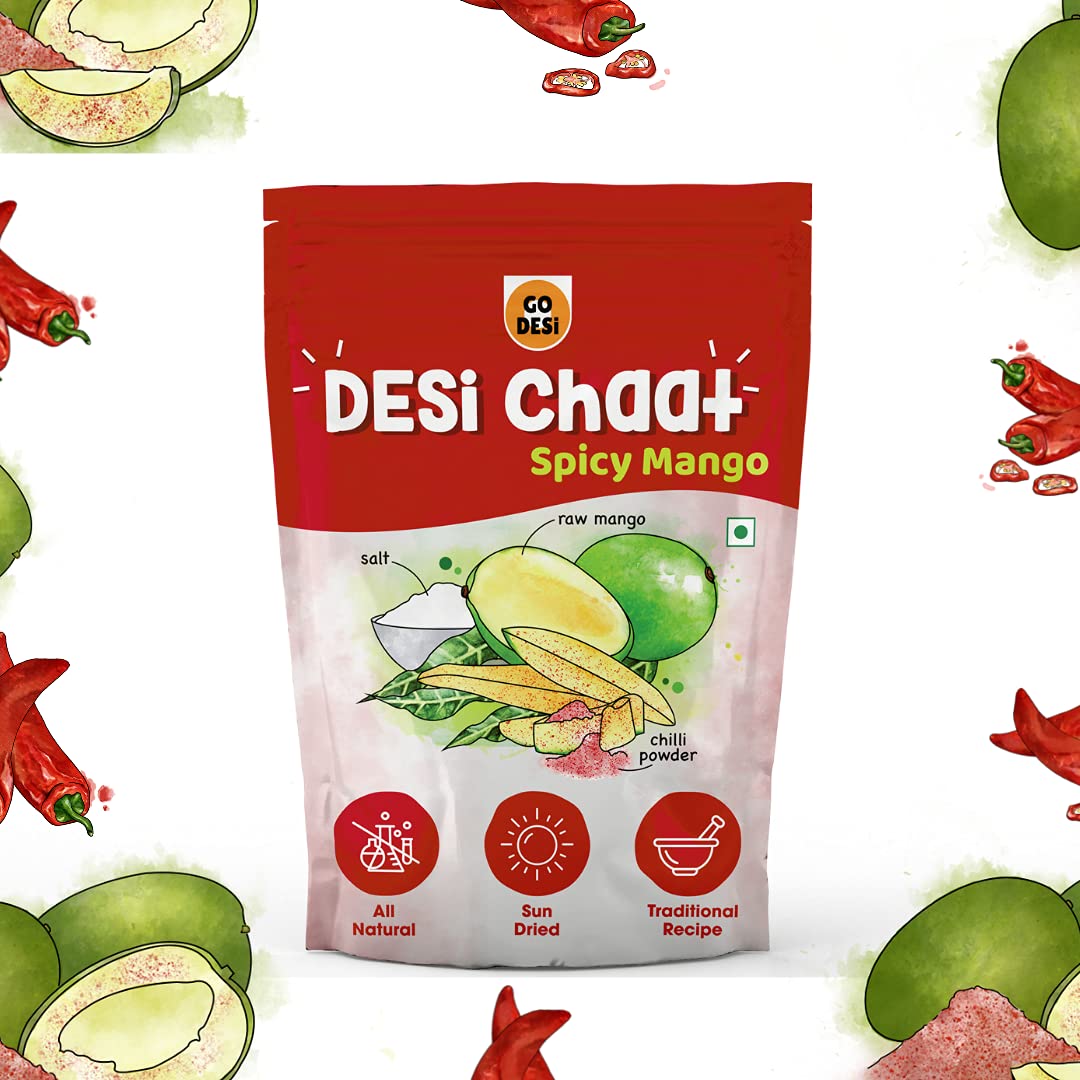 GO
DESi
DESi Chaat
Spicy Mango
raw mango
salt
chilli
powder
All
Natural
Sun
Dried
Traditional
Recipe